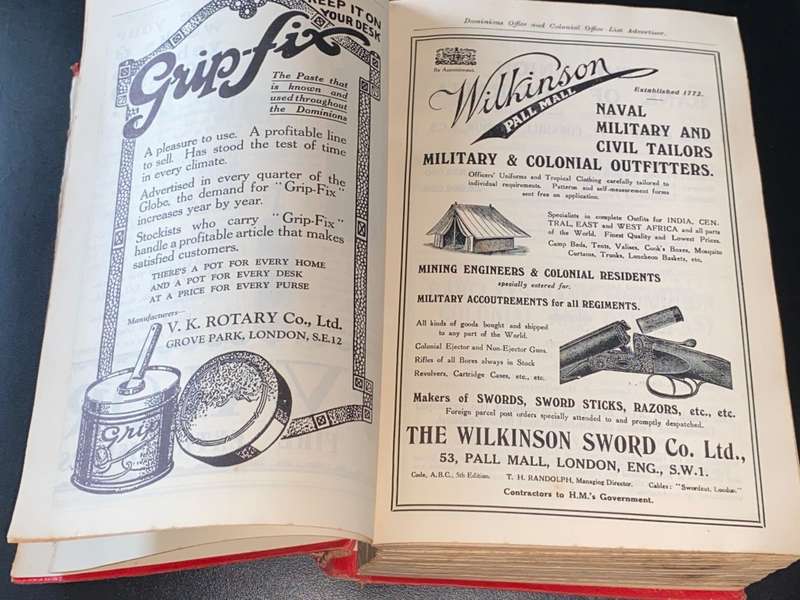 KEEP IT ON
YOUR DESK
Grip-fix
The Paste that
is known and
used throughout
the Dominions
A pleasure to use. A profitable line
to sell. Has stood the test of time
in every climate.
Advertised in every quarter of the
Globe, the demand for "Grip-Fix"
increases year by year.
Stockists who carry "Grip-Fix"
handle a profitable article that makes
satisfied customers.
THERE'S A POT FOR EVERY HOME
AND A POT FOR EVERY DESK
AT A PRICE FOR EVERY PURSE
Manufacturers—
V. K. ROTARY Co., Ltd.
GROVE PARK, LONDON, S.E.12
Grip
Dominions Office and Colonial Office List Advertiser.
By Appointment.
Wilkinson
PALL MALL
Established 1772.
NAVAL
MILITARY AND
CIVIL TAILORS
MILITARY & COLONIAL OUTFITTERS.
Officers' Uniforms and Tropical Clothing carefully tailored to
individual requirements. Patterns and self-measurement forms
sent free on application.
Specialists in complete Outfits for INDIA, CEN-
TRAL, EAST and WEST AFRICA and all parts
of the World. Finest Quality and Lowest Prices.
Camp Beds, Tents, Valises, Cook's Boxes, Mosquito
Curtains, Trunks, Luncheon Baskets, etc.
MINING ENGINEERS & COLONIAL RESIDENTS
specially catered for.
MILITARY ACCOUTREMENTS for all REGIMENTS.
All kinds of goods bought and shipped
to any part of the World.
Colonial Ejector and Non-Ejector Guns.
Rifles of all Bores always in Stock
Revolvers, Cartridge Cases, etc., etc.
Makers of SWORDS, SWORD STICKS, RAZORS, etc., etc.
Foreign parcel post orders specially attended to and promptly despatched.
THE WILKINSON SWORD Co. Ltd.,
53, PALL MALL, LONDON, ENG., S.W.1.
Code, A.B.C., 5th Edition. T. H. RANDOLPH, Managing Director. Cables: "Swordcut, London."
Contractors to H.M.'s Government.